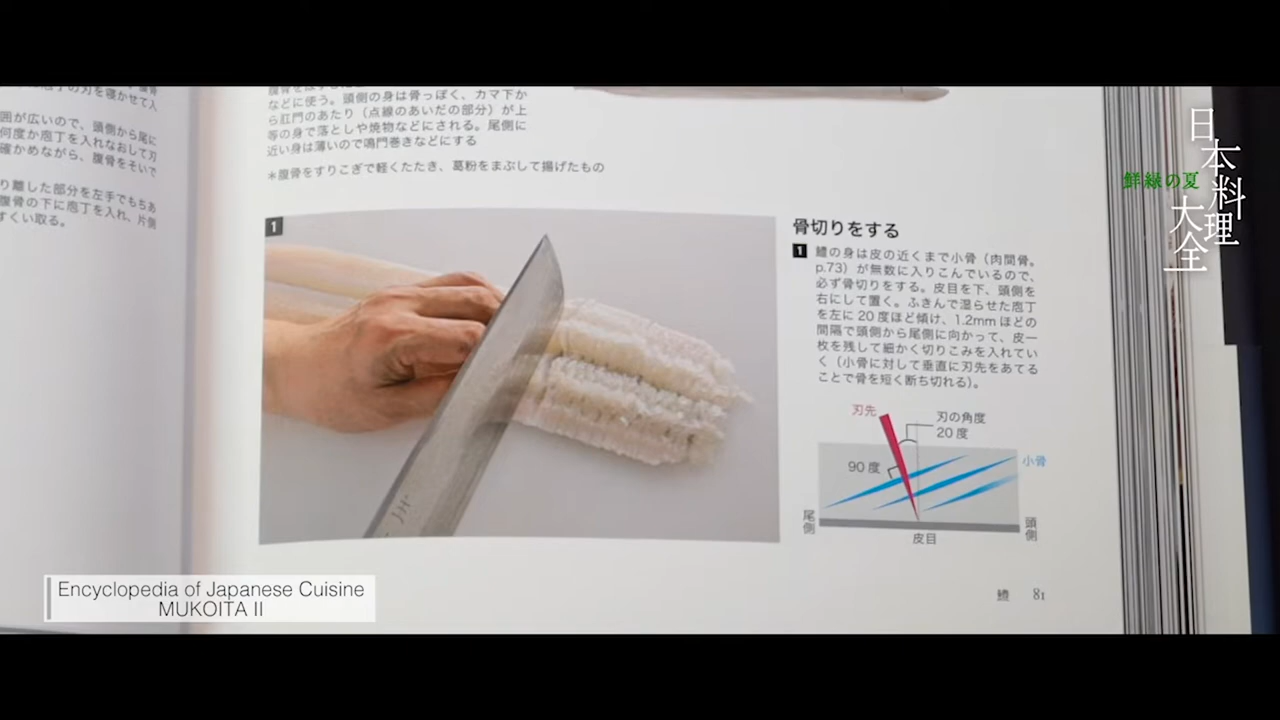 の刃を寝かせて人
囲が広いので、頭側から尾に
何度か庖丁を入れなおして刃
確かめながら、腹骨をそいで
り離した部分を左手でもちあ
腹骨の下に庖丁を入れ、片側
すくい取る。
などに使う。頭側の身は骨っぽく、カマ下か
ら肛門のあたり（点線のあいだの部分）が上
等の身で落としや焼物などにされる。尾側に
近い身は薄いので鳴門巻きなどにする
＊腹骨をすりこぎで軽くたたき、葛粉をまぶして揚げたもの
1
骨切りをする
1 鱧の身は皮の近くまで小骨（肉間骨。
p.73）が無数に入りこんでいるので、
必ず骨切りをする。皮目を下、頭側を
右にして置く。ふきんで湿らせた庖丁
を左に 20 度ほど傾け、1.2mm ほどの
間隔で頭側から尾側に向かって、皮一
枚を残して細かく切りこみを入れてい
く（小骨に対して垂直に刃先をあてる
ことで骨を短く断ち切れる）。
刃先
刃の角度
20 度
90 度
小骨
尾側
頭側
皮目
鱧 81
日本料理
大全
鮮緑の夏
Encyclopedia of Japanese Cuisine
MUKOITA II